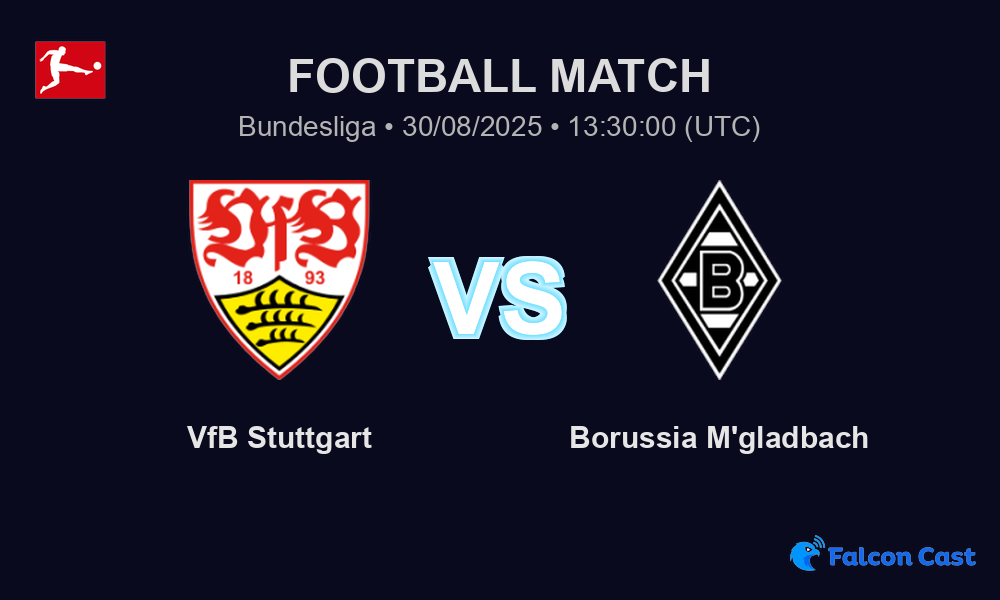 FOOTBALL MATCH
Bundesliga • 30/08/2025 • 13:30:00 (UTC)
VfB
18 93
VS
B
VfB Stuttgart
Borussia M'gladbach
Falcon Cast